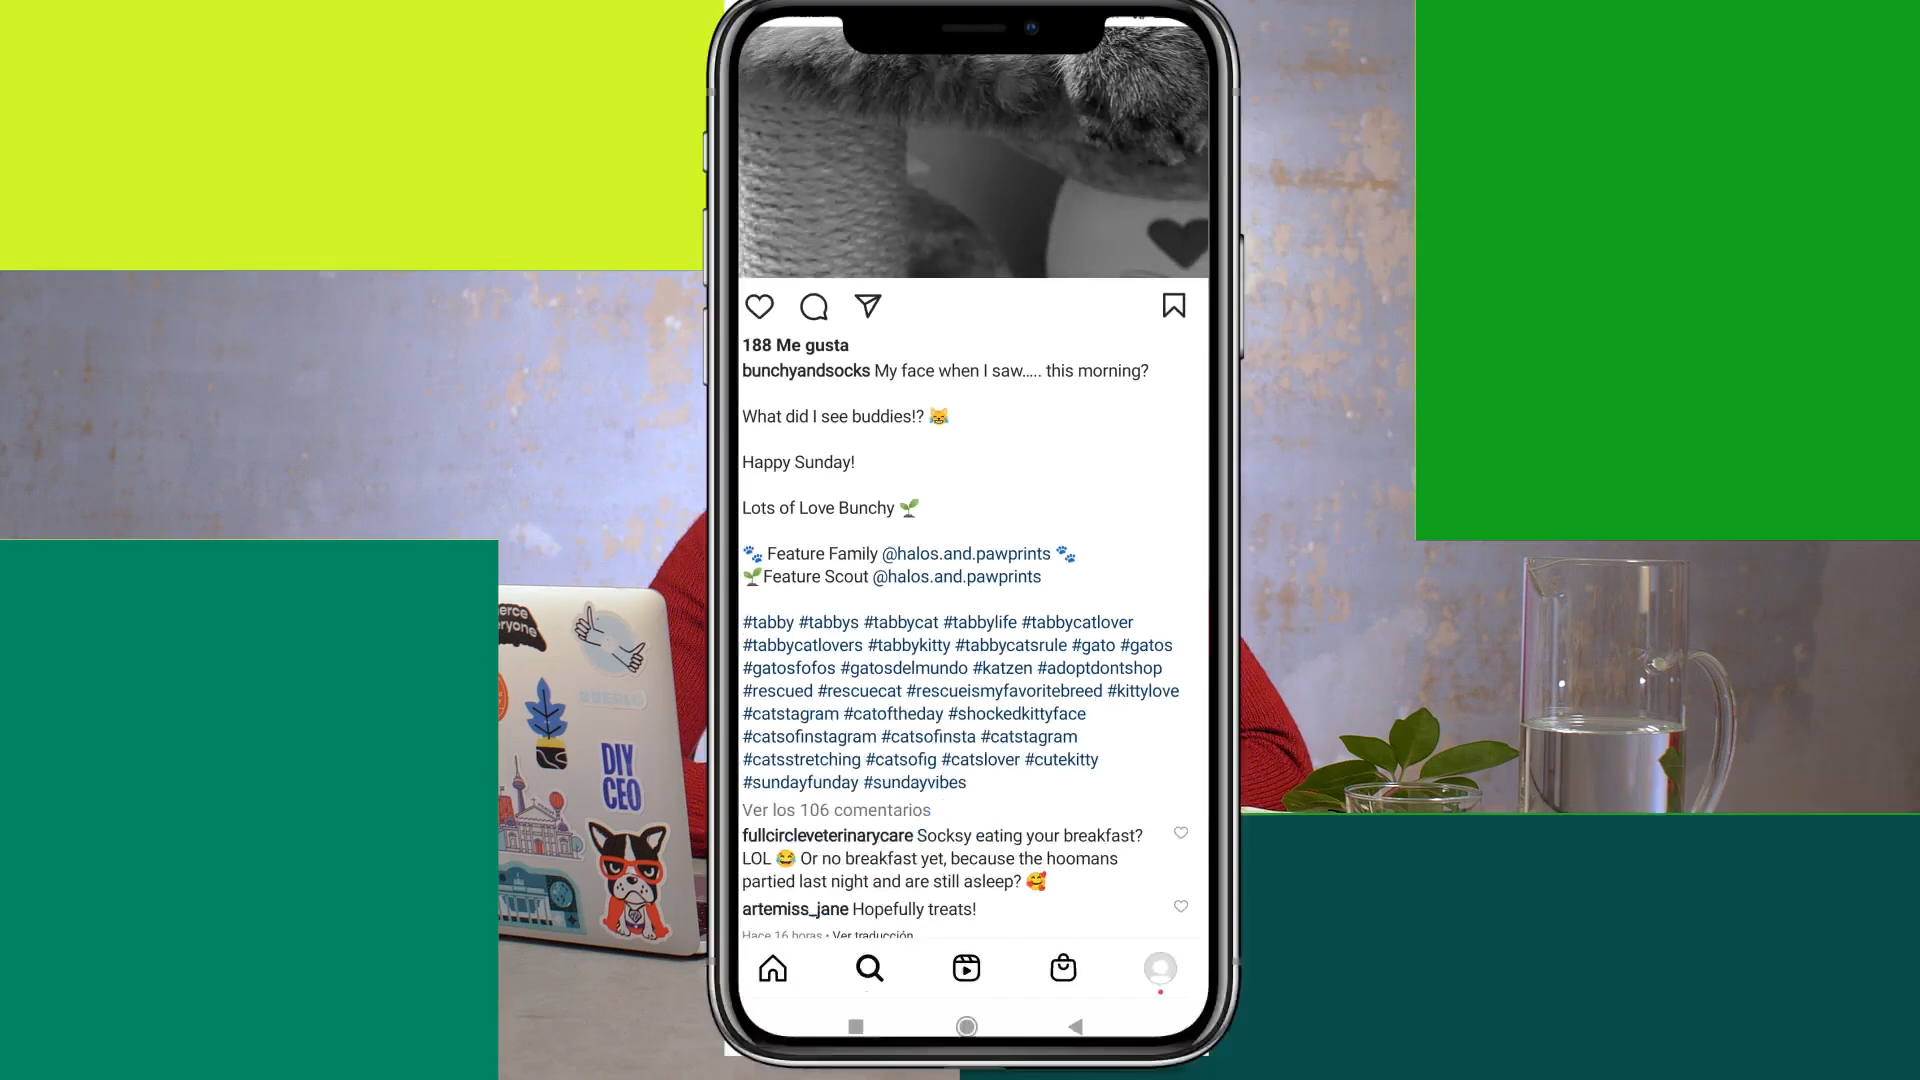 188 Me gusta
bunchyandsocks My face when I saw..... this morning?
What did I see buddies!? 😹
Happy Sunday!
Lots of Love Bunchy 🌱
🐾 Feature Family @halos.and.pawprints 🐾
🌱Feature Scout @halos.and.pawprints
#tabby #tabbys #tabbycat #tabbylife #tabbycatlover
#tabbycatlovers #tabbykitty #tabbycatsrule #gato #gatos
#gatosfofos #gatosdelmundo #katzen #adoptdontshop
#rescued #rescuecat #rescueismyfavoritebreed #kittylove
#catstagram #catoftheday #shockedkittyface
#catsofinstagram #catsofinsta #catstagram
#catsstretching #catsofig #catslover #cutekitty
#sundayfunday #sundayvibes
Ver los 106 comentarios
fullcircleveterinarycare Socksy eating your breakfast?
LOL 😂 Or no breakfast yet, because the hoomans
partied last night and are still asleep? 🥰
artemiss_jane Hopefully treats!
Hace 16 horas • Ver traducción
erce
eryone
OBERLO
DIY
CEO